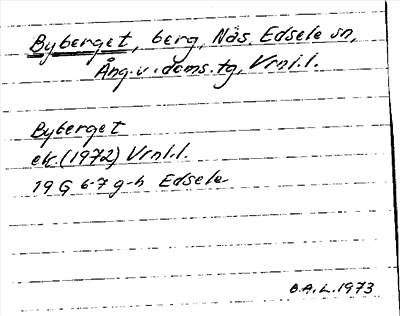 Byberget, berg, Näs, Edsele sn,
Ång. v. doms. tg, Vrnl.l.
Byberget
ek. (1972) Vrnl.l.
19 G 6-7 g-h Edsele
B.A.L. 1973